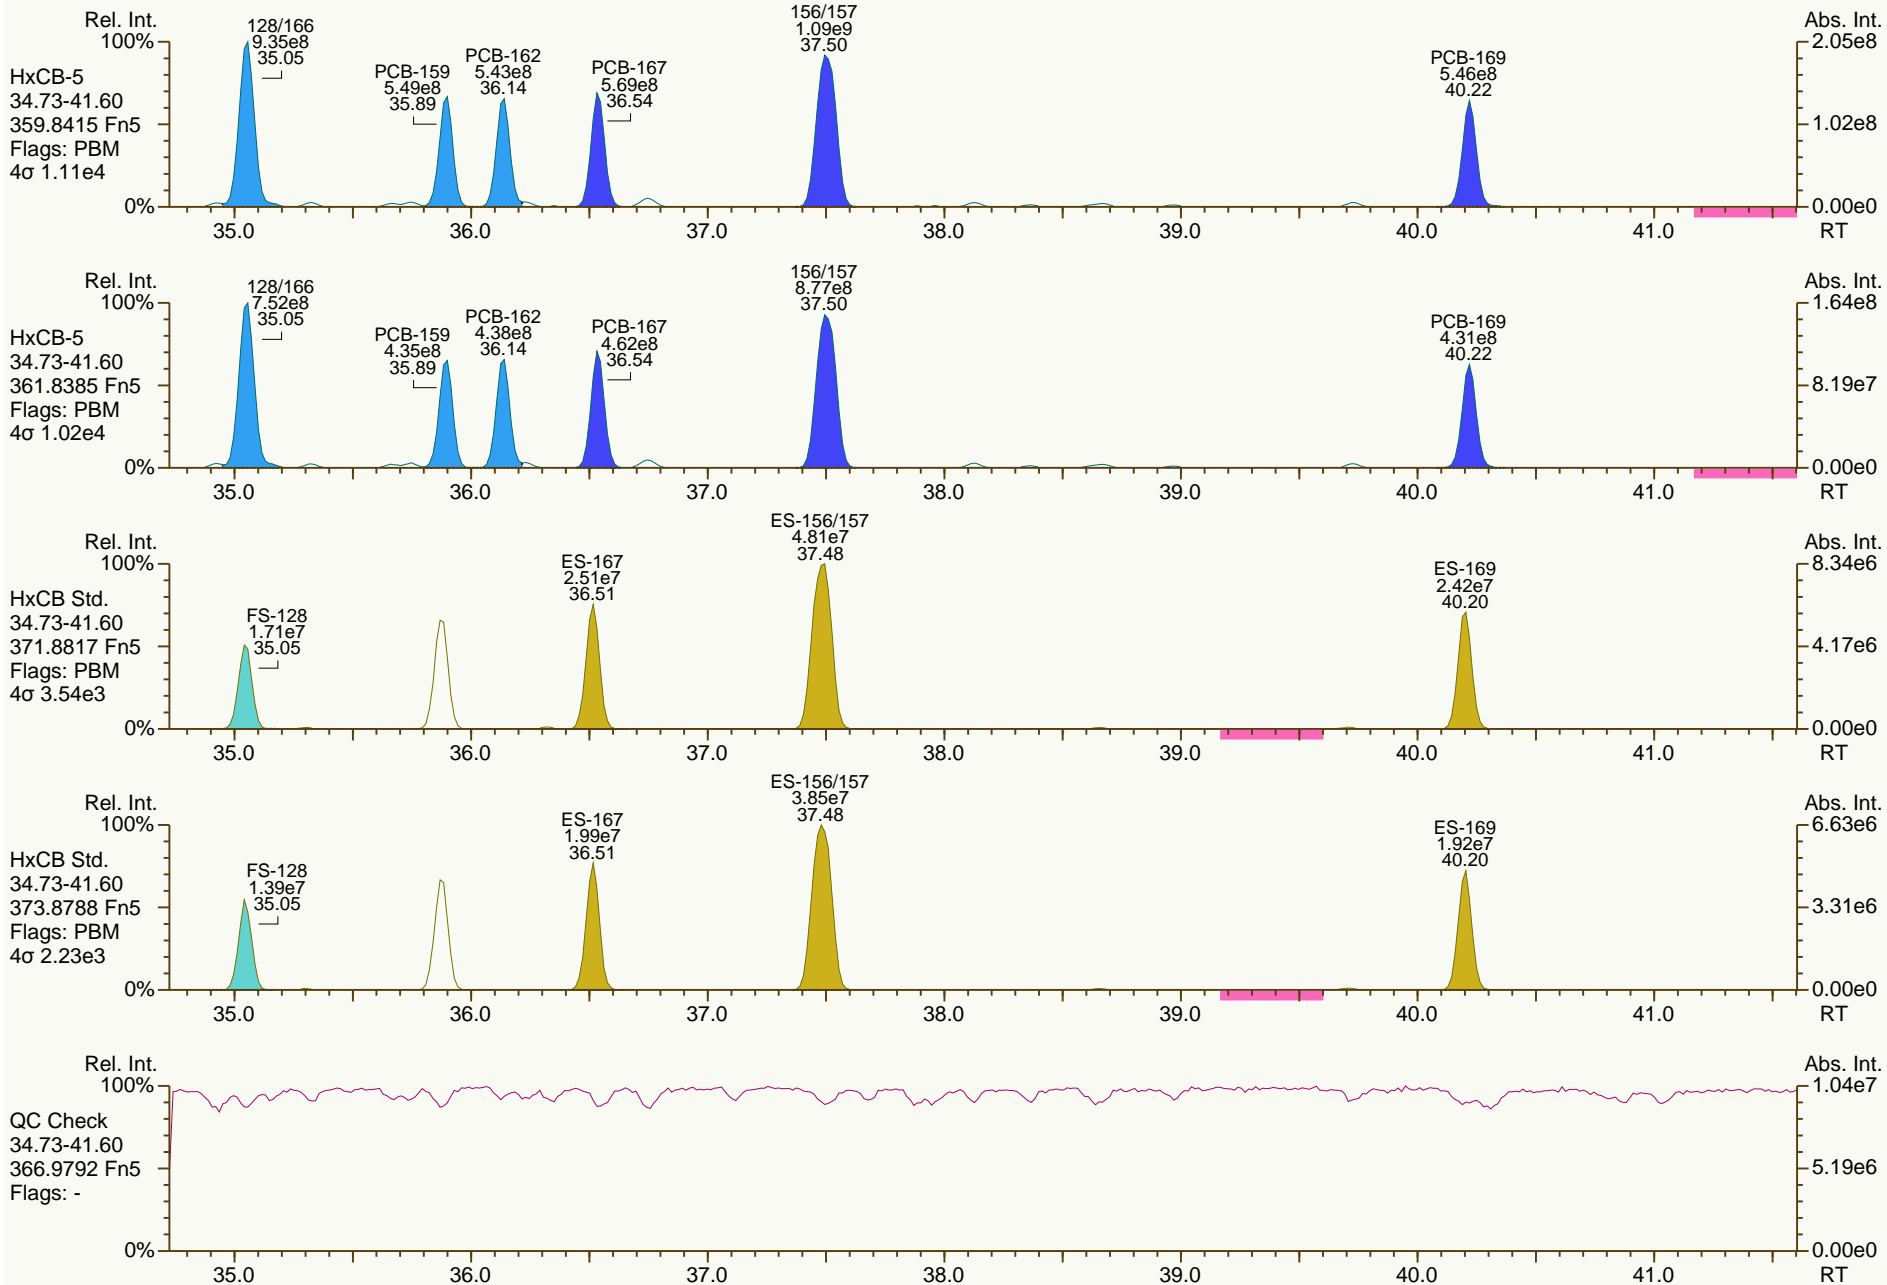 Rel. Int.
Abs. Int.
100%
0%
HxCB-5
34.73-41.60
359.8415 Fn5
Flags: PBM
4σ 1.11e4
128/166
9.35e8
35.05
PCB-159
5.49e8
35.89
PCB-162
5.43e8
36.14
PCB-167
5.69e8
36.54
156/157
1.09e9
37.50
PCB-169
5.46e8
40.22
2.05e8
1.02e8
0.00e0
35.0 36.0 37.0 38.0 39.0 40.0 41.0 RT
Rel. Int.
Abs. Int.
100%
0%
HxCB-5
34.73-41.60
361.8385 Fn5
Flags: PBM
4σ 1.02e4
128/166
7.52e8
35.05
PCB-159
4.35e8
35.89
PCB-162
4.38e8
36.14
PCB-167
4.62e8
36.54
156/157
8.77e8
37.50
PCB-169
4.31e8
40.22
1.64e8
8.19e7
0.00e0
35.0 36.0 37.0 38.0 39.0 40.0 41.0 RT
Rel. Int.
Abs. Int.
100%
0%
HxCB Std.
34.73-41.60
371.8817 Fn5
Flags: PBM
4σ 3.54e3
FS-128
1.71e7
35.05
ES-167
2.51e7
36.51
ES-156/157
4.81e7
37.48
ES-169
2.42e7
40.20
8.34e6
4.17e6
0.00e0
35.0 36.0 37.0 38.0 39.0 40.0 41.0 RT
Rel. Int.
Abs. Int.
100%
0%
HxCB Std.
34.73-41.60
373.8788 Fn5
Flags: PBM
4σ 2.23e3
FS-128
1.39e7
35.05
ES-167
1.99e7
36.51
ES-156/157
3.85e7
37.48
ES-169
1.92e7
40.20
6.63e6
3.31e6
0.00e0
35.0 36.0 37.0 38.0 39.0 40.0 41.0 RT
Rel. Int.
Abs. Int.
100%
0%
QC Check
34.73-41.60
366.9792 Fn5
Flags: -
1.04e7
5.19e6
0.00e0
35.0 36.0 37.0 38.0 39.0 40.0 41.0 RT